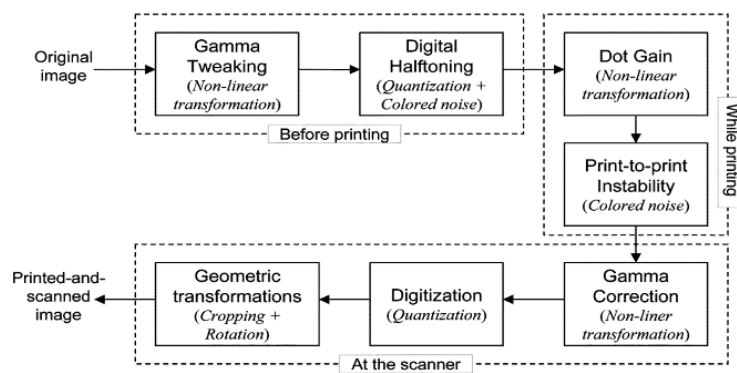 Original
image
Gamma
Tweaking
(Non-linear
transformation)
Digital
Halftoning
(Quantization +
Colored noise)
Before printing
Dot Gain
(Non-linear
transformation)
Print-to-print
Instability
(Colored noise)
While printing
Gamma
Correction
(Non-liner
transformation)
Digitization
(Quantization)
Geometric
transformations
(Cropping +
Rotation)
Printed-and-
scanned
image
At the scanner